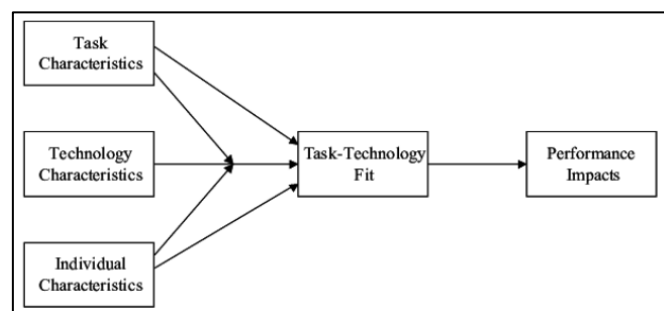 Task
Characteristics
Technology
Characteristics
Individual
Characteristics
Task-Technology
Fit
Performance
Impacts